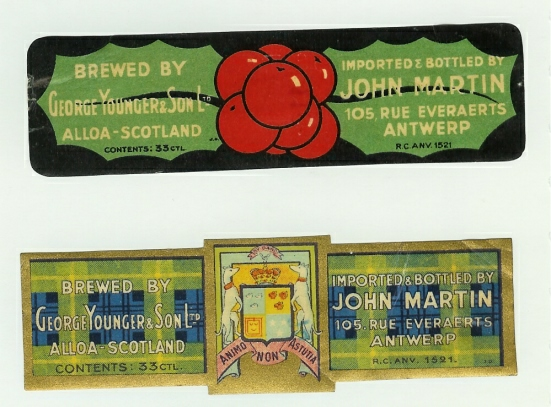 BREWED BY
GEORGE YOUNGER & SON LTD
ALLOA-SCOTLAND
CONTENTS: 33 CTL.
IMPORTED & BOTTLED BY
JOHN MARTIN
105, RUE EVERAERTS
ANTWERP
R.C. ANV. 1521
BREWED BY
GEORGE YOUNGER & SON LTD
ALLOA-SCOTLAND
CONTENTS: 33 CTL.
ANIMO NON ASTUTIA
IMPORTED & BOTTLED BY
JOHN MARTIN
105, RUE EVERAERTS
ANTWERP
R.C. ANV. 1521.